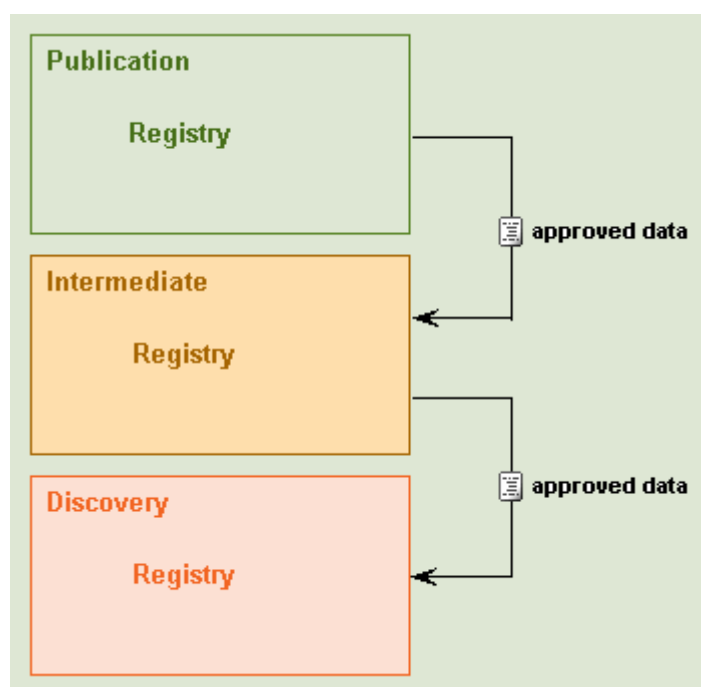 Publication
Registry
approved data
Intermediate
Registry
approved data
Discovery
Registry